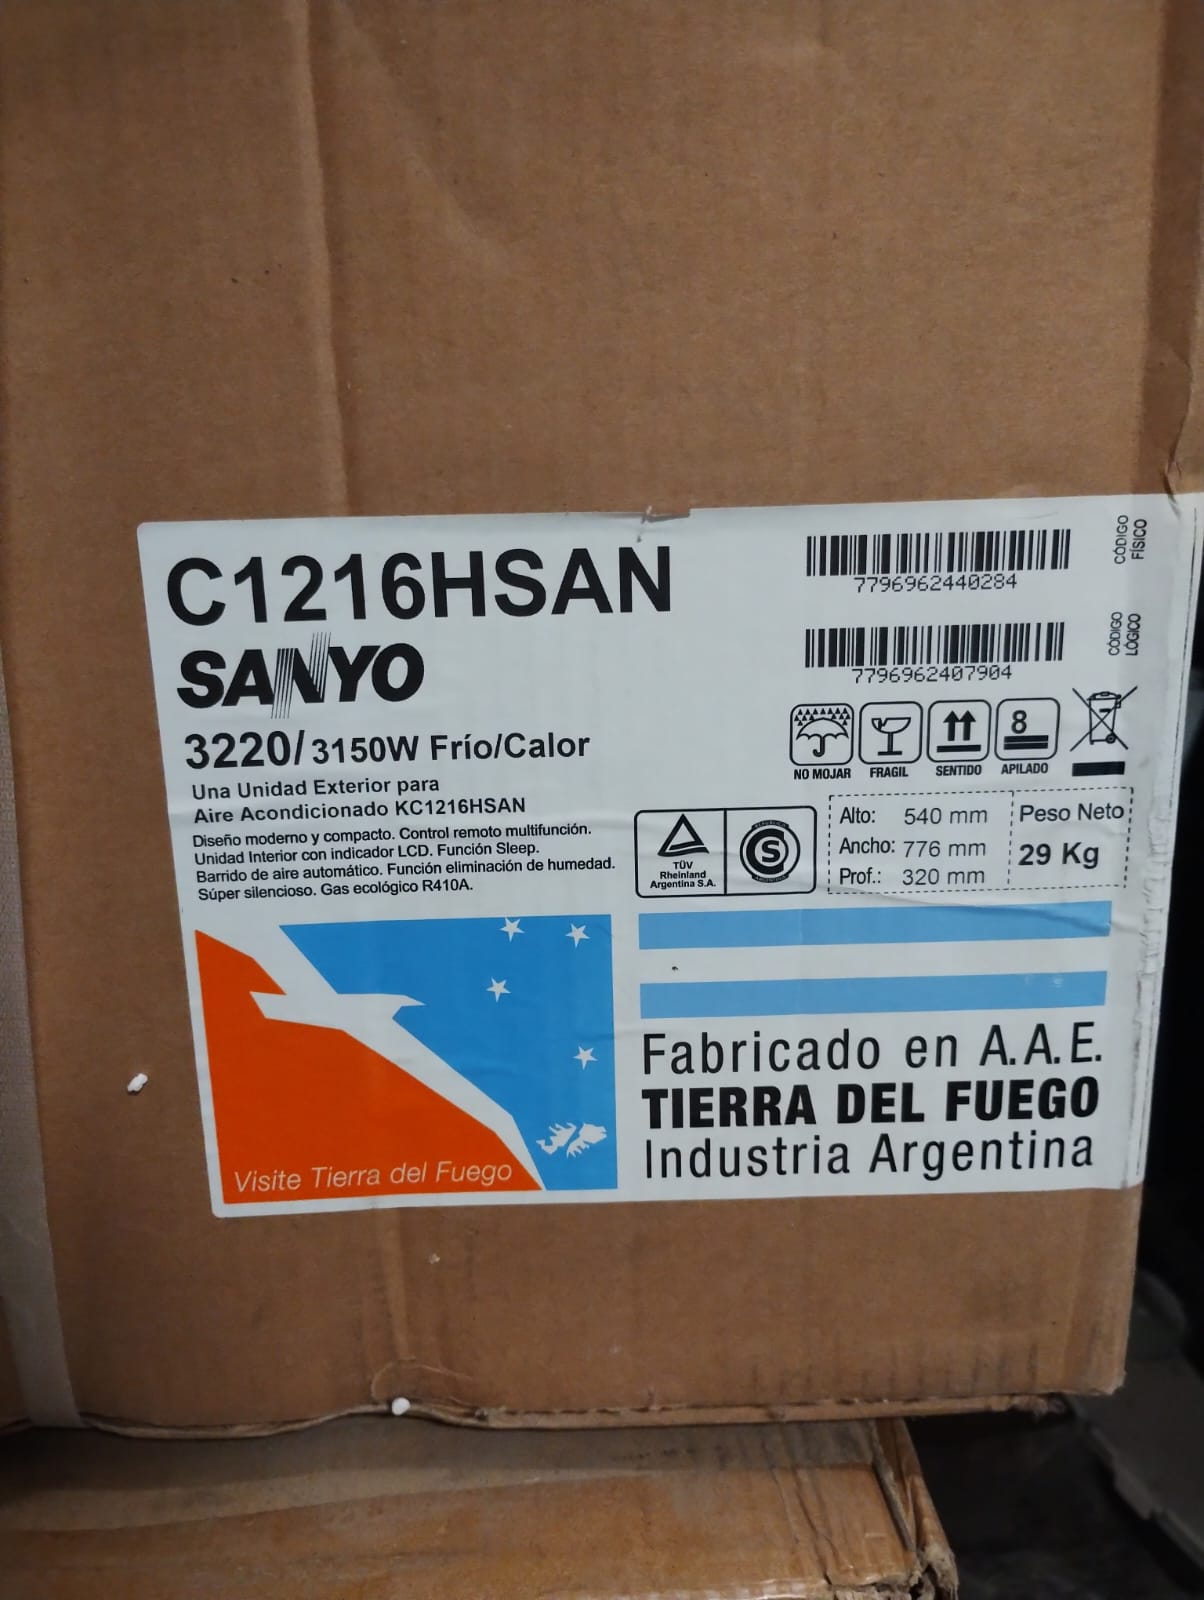 C1216HSAN
SANYO
3220/3150W Frío/Calor
Una Unidad Exterior para
Aire Acondicionado KC1216HSAN
Diseño moderno y compacto. Control remoto multifunción.
Unidad Interior con indicador LCD. Función Sleep.
Barrido de aire automático. Función eliminación de humedad.
Súper silencioso. Gas ecológico R410A.
7796962440284
CÓDIGO
FÍSICO
7796962407904
CÓDIGO
LÓGICO
8
NO MOJAR FRAGIL SENTIDO APILADO
TÜV
Rheinland
Argentina S.A.
S
Alto: 540 mm
Ancho: 776 mm
Prof.: 320 mm
Peso Neto
29 Kg
Visite Tierra del Fuego
Fabricado en A.A.E.
TIERRA DEL FUEGO
Industria Argentina